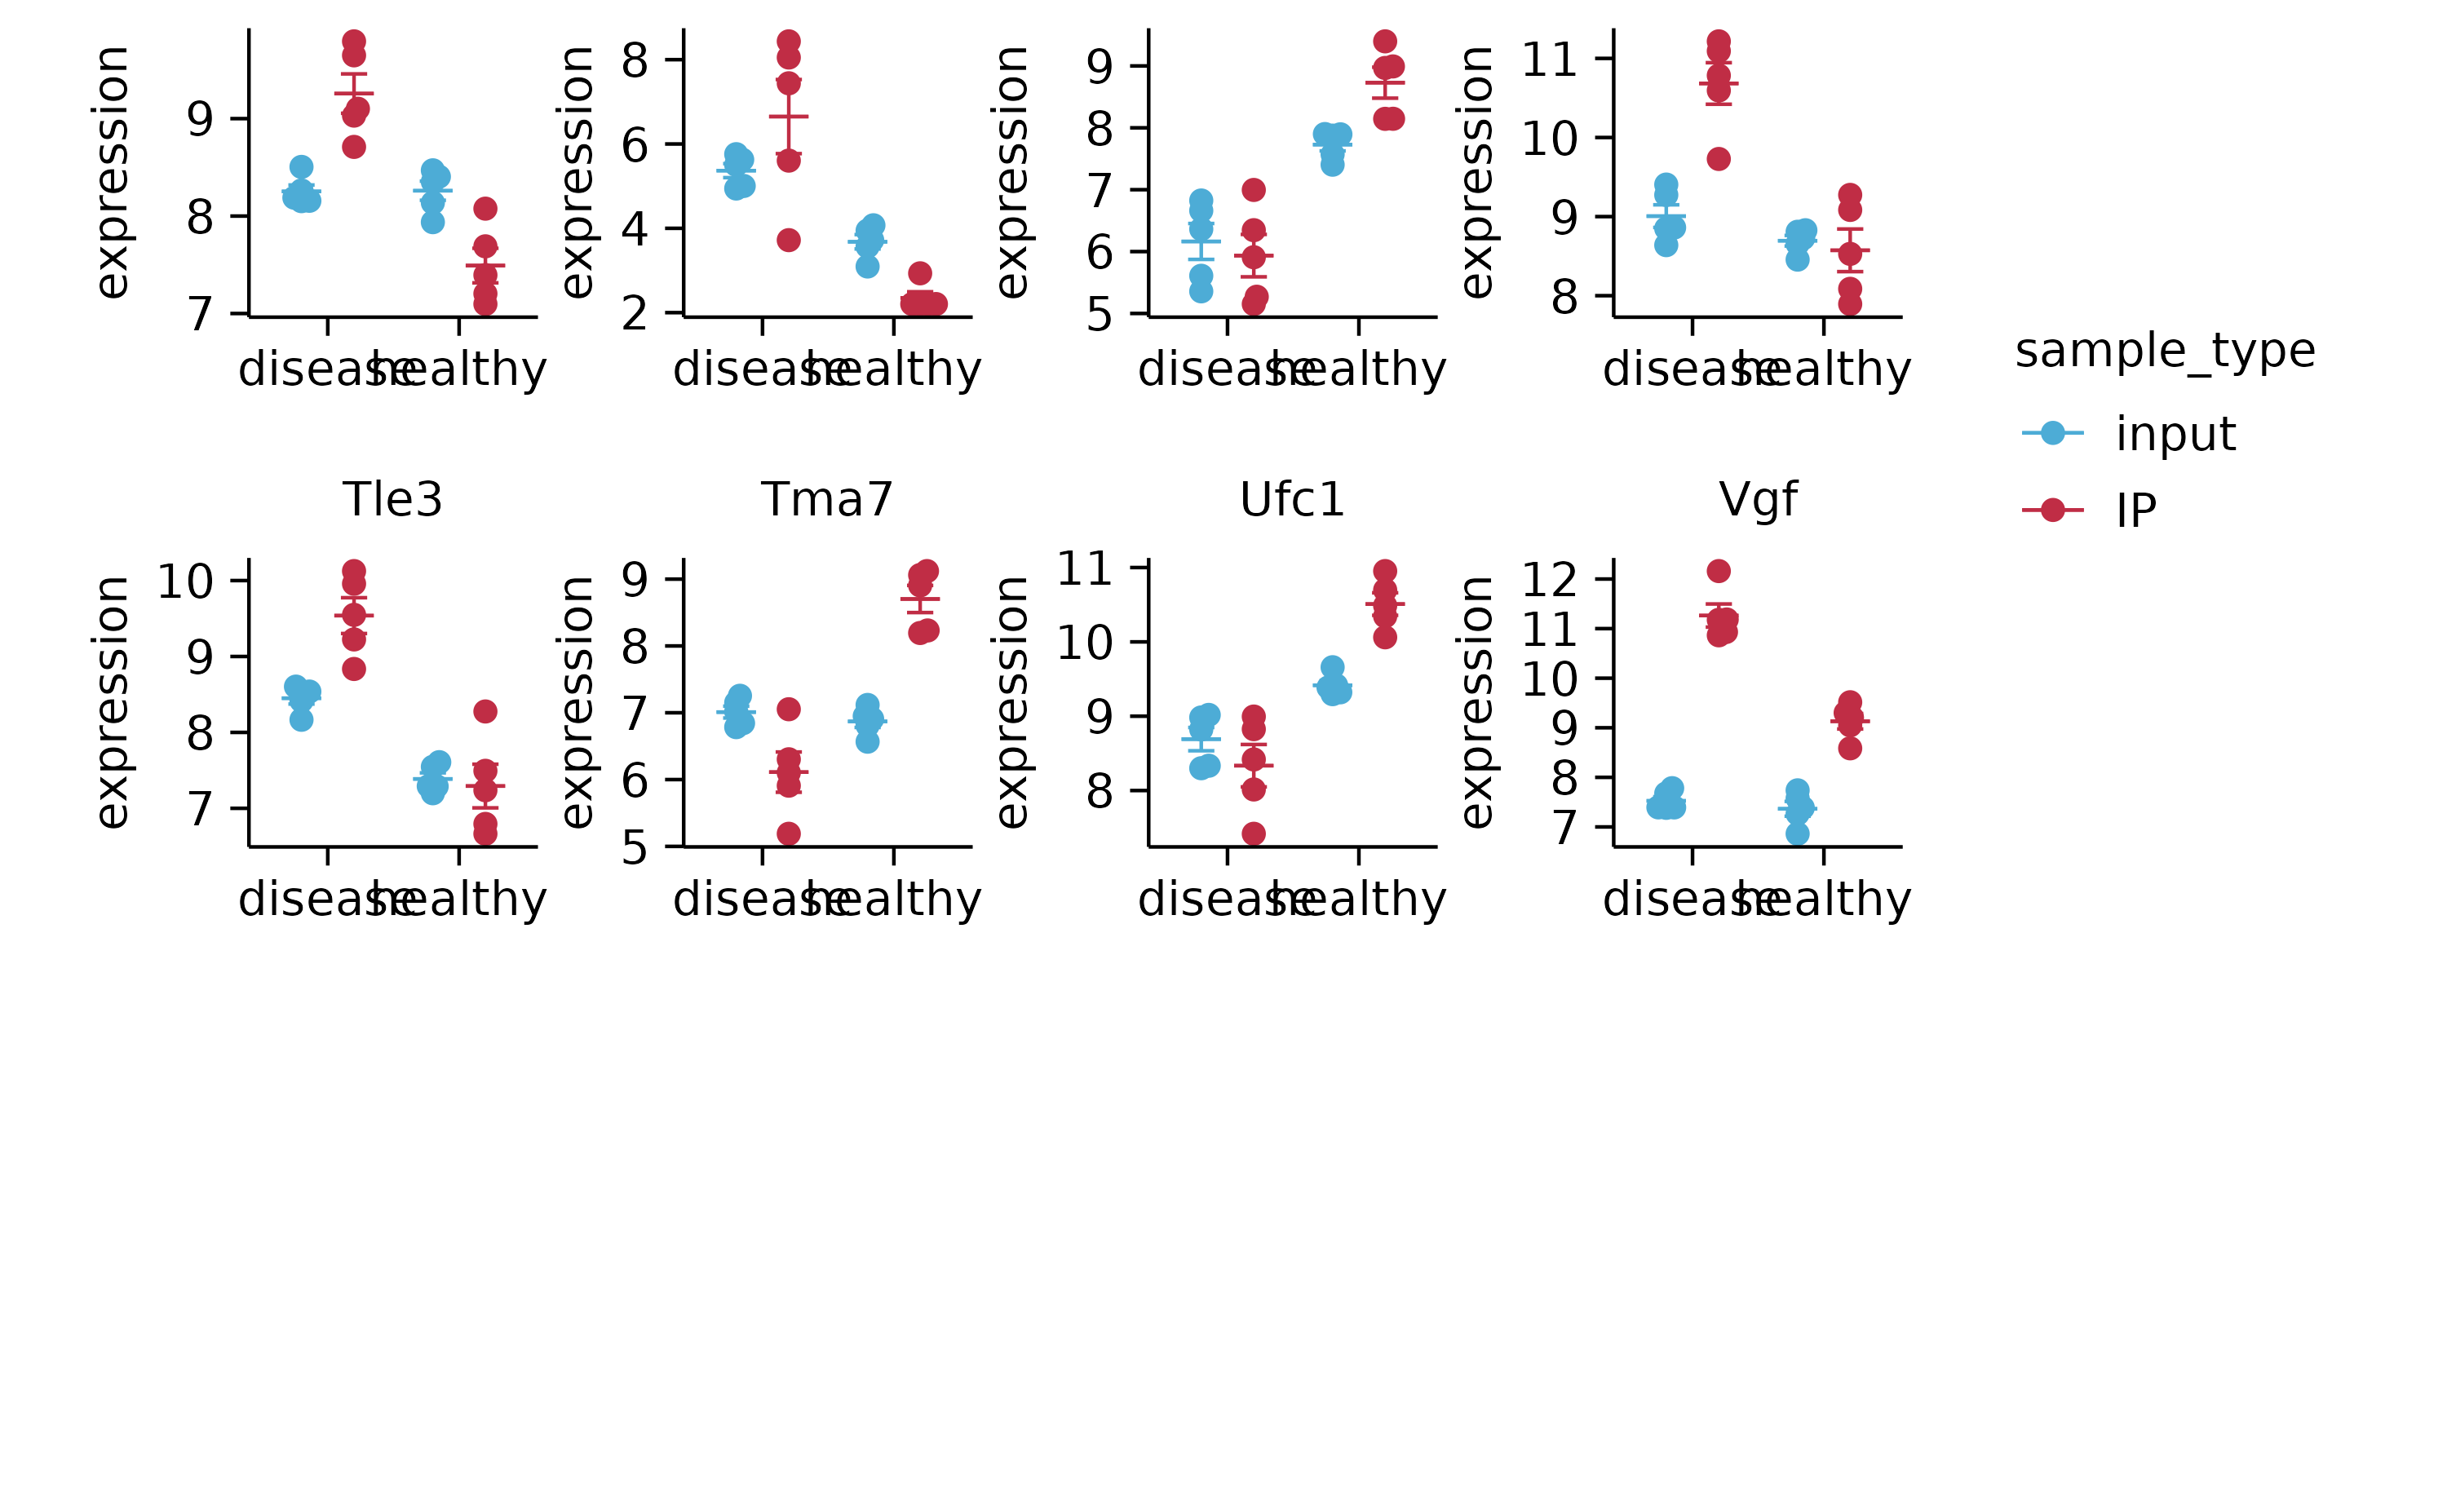 expression
9
8
7
disease healthy
expression
8
6
4
2
disease healthy
expression
9
8
7
6
5
disease healthy
expression
11
10
9
8
disease healthy
sample_type
input
IP
Tle3
expression
10
9
8
7
disease healthy
Tma7
expression
9
8
7
6
5
disease healthy
Ufc1
expression
11
10
9
8
disease healthy
Vgf
expression
12
11
10
9
8
7
disease healthy